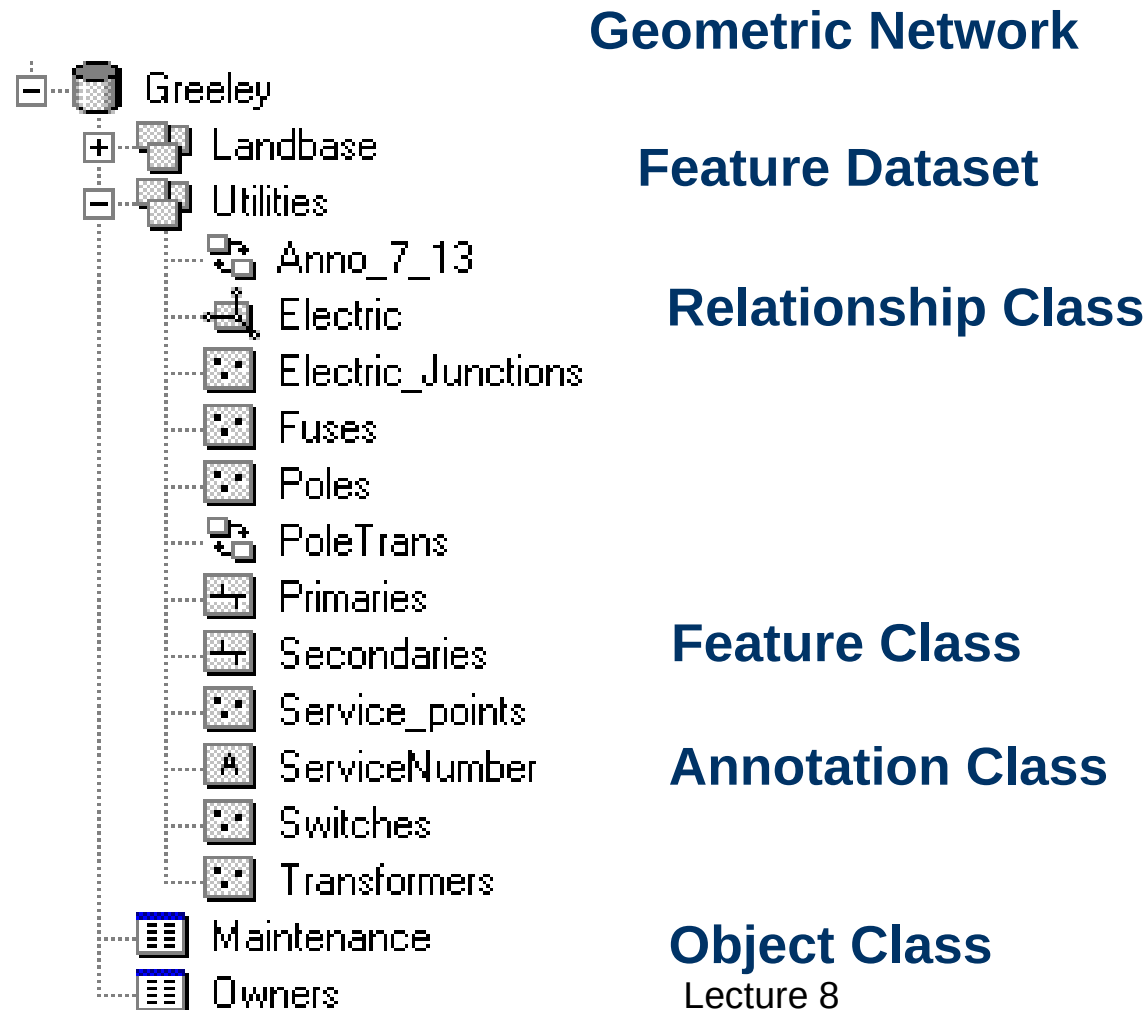 Geometric Network
Greeley
Landbase
Feature Dataset
Utilities
Anno_7_13
Relationship Class
Electric
Electric_Junctions
Fuses
Poles
PoleTrans
Primaries
Feature Class
Secondaries
Service_points
A ServiceNumber
Annotation Class
Switches
Transformers
Maintenance
Object Class
Owners
Lecture 8